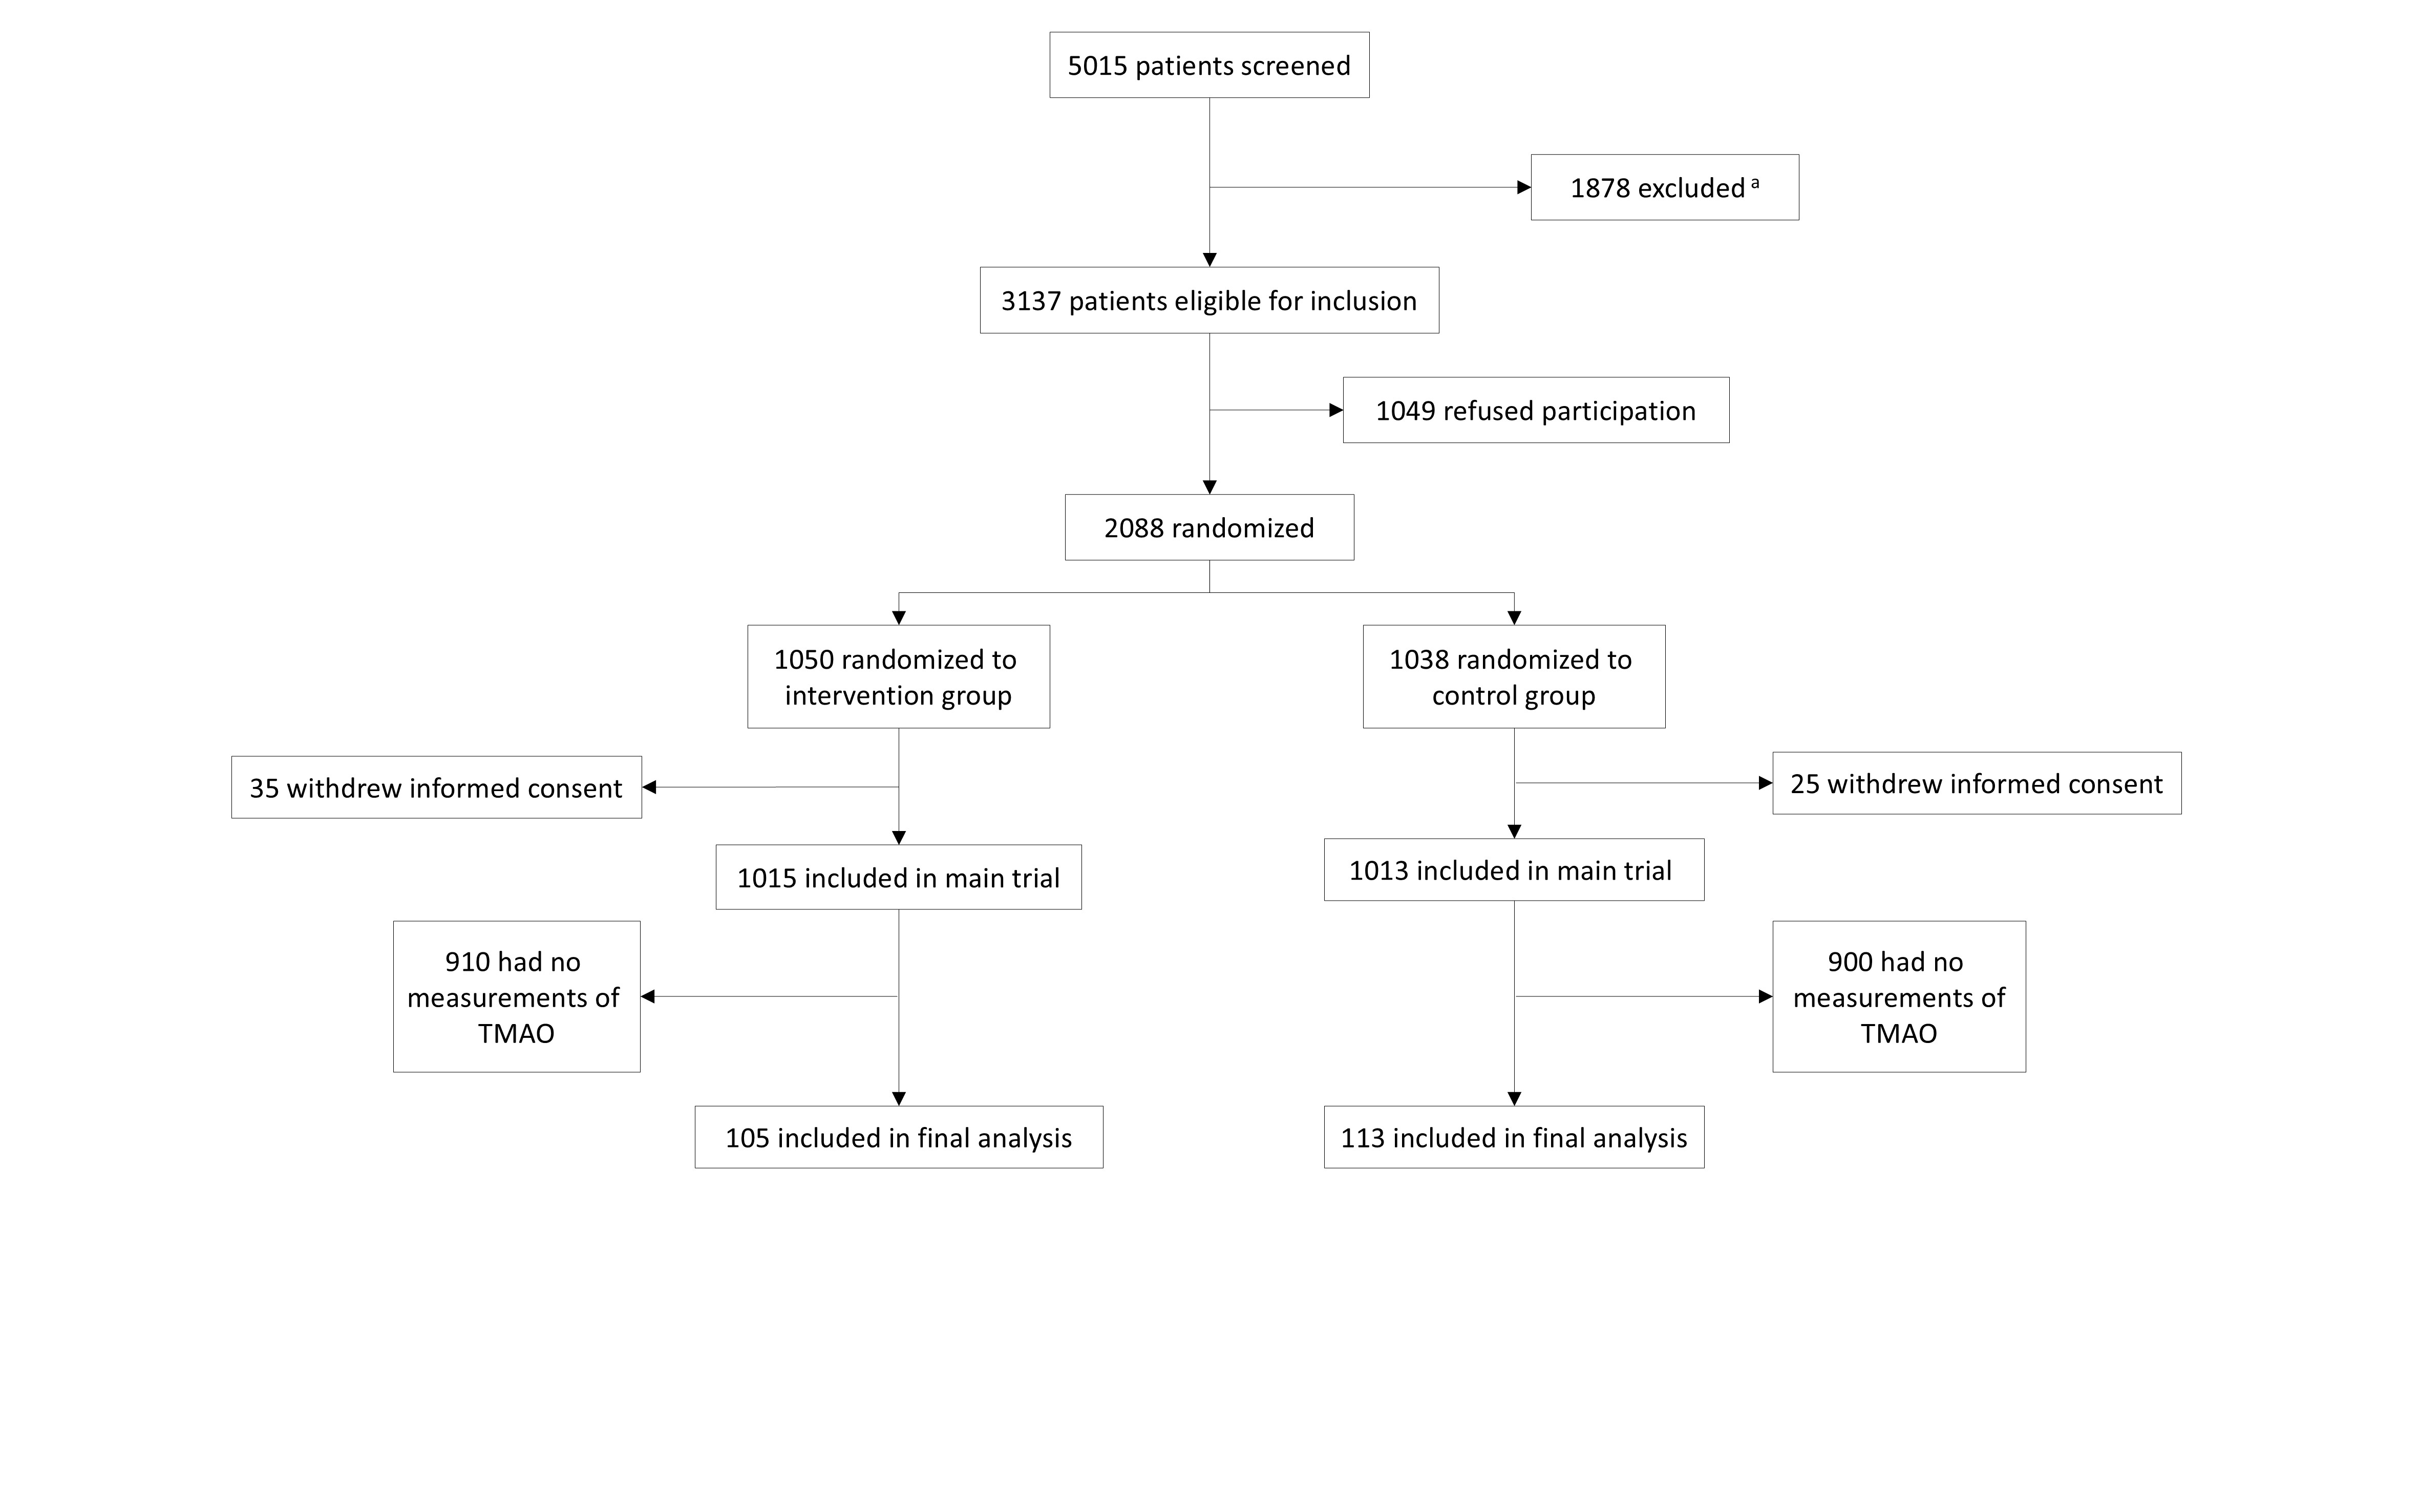 5015 patients screened
1878 excluded a
3137 patients eligible for inclusion
1049 refused participation
2088 randomized
1050 randomized to
intervention group
1038 randomized to
control group
35 withdrew informed consent
25 withdrew informed consent
1015 included in main trial
1013 included in main trial
910 had no
measurements of
TMAO
900 had no
measurements of
TMAO
105 included in final analysis
113 included in final analysis